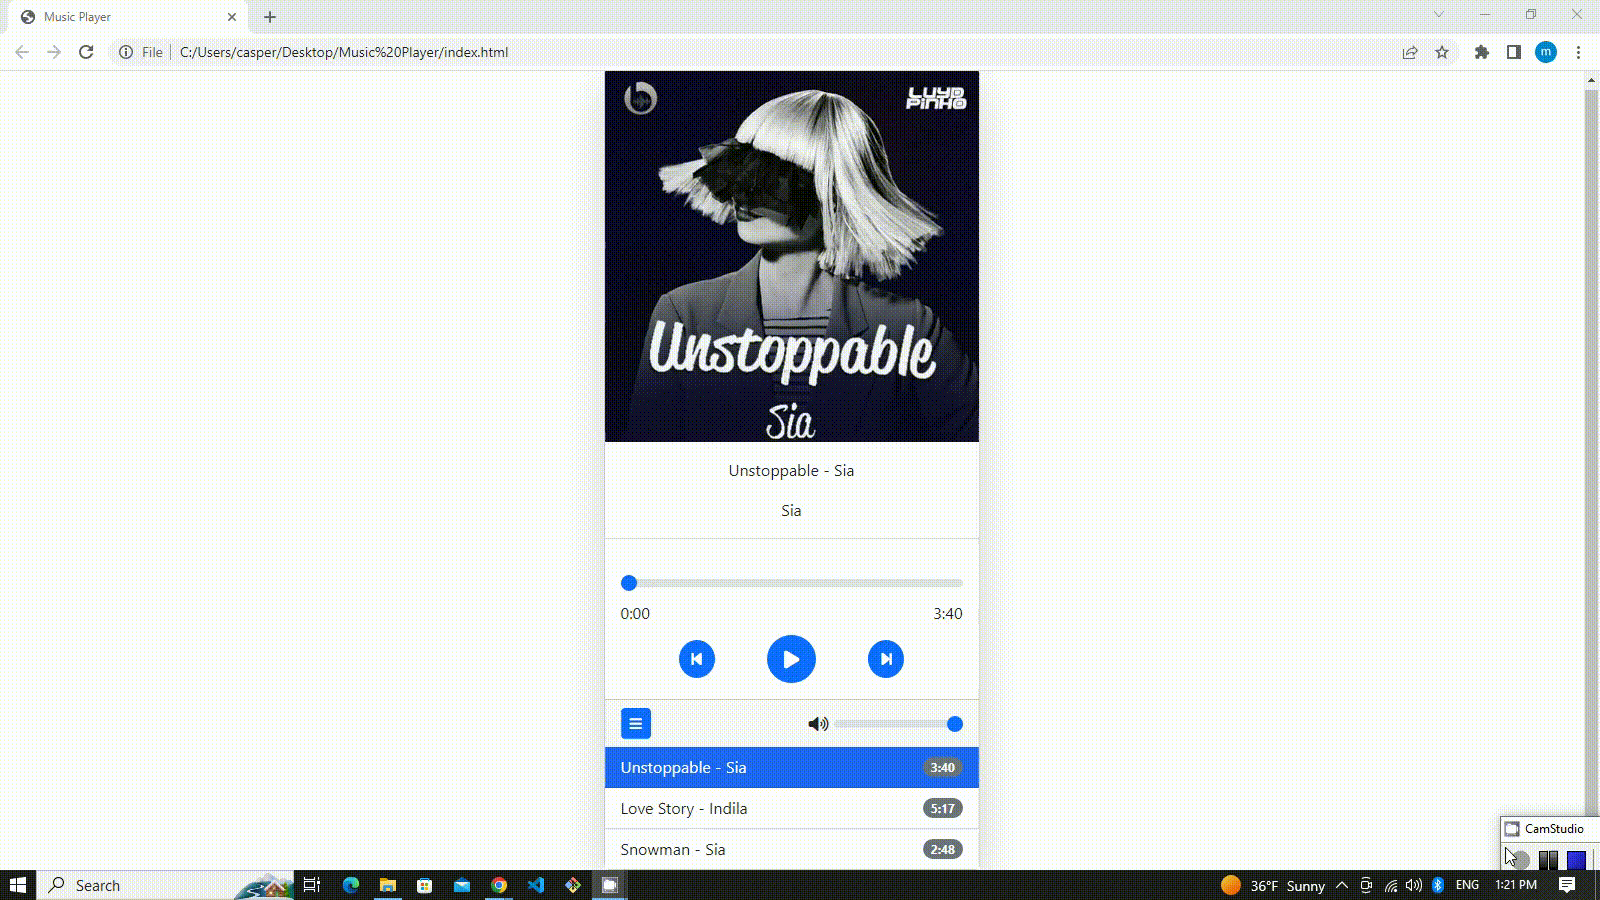 Music Player
File
C:/Users/casper/Desktop/Music%20Player/index.html
m
b
LUYD
PINHO
Unstoppable
Sia
Unstoppable - Sia
Sia
0:00
3:40
Unstoppable - Sia
3:40
Love Story - Indila
5:17
Snowman - Sia
2:48
CamStudio
Search
36°F Sunny
ENG
1:21 PM